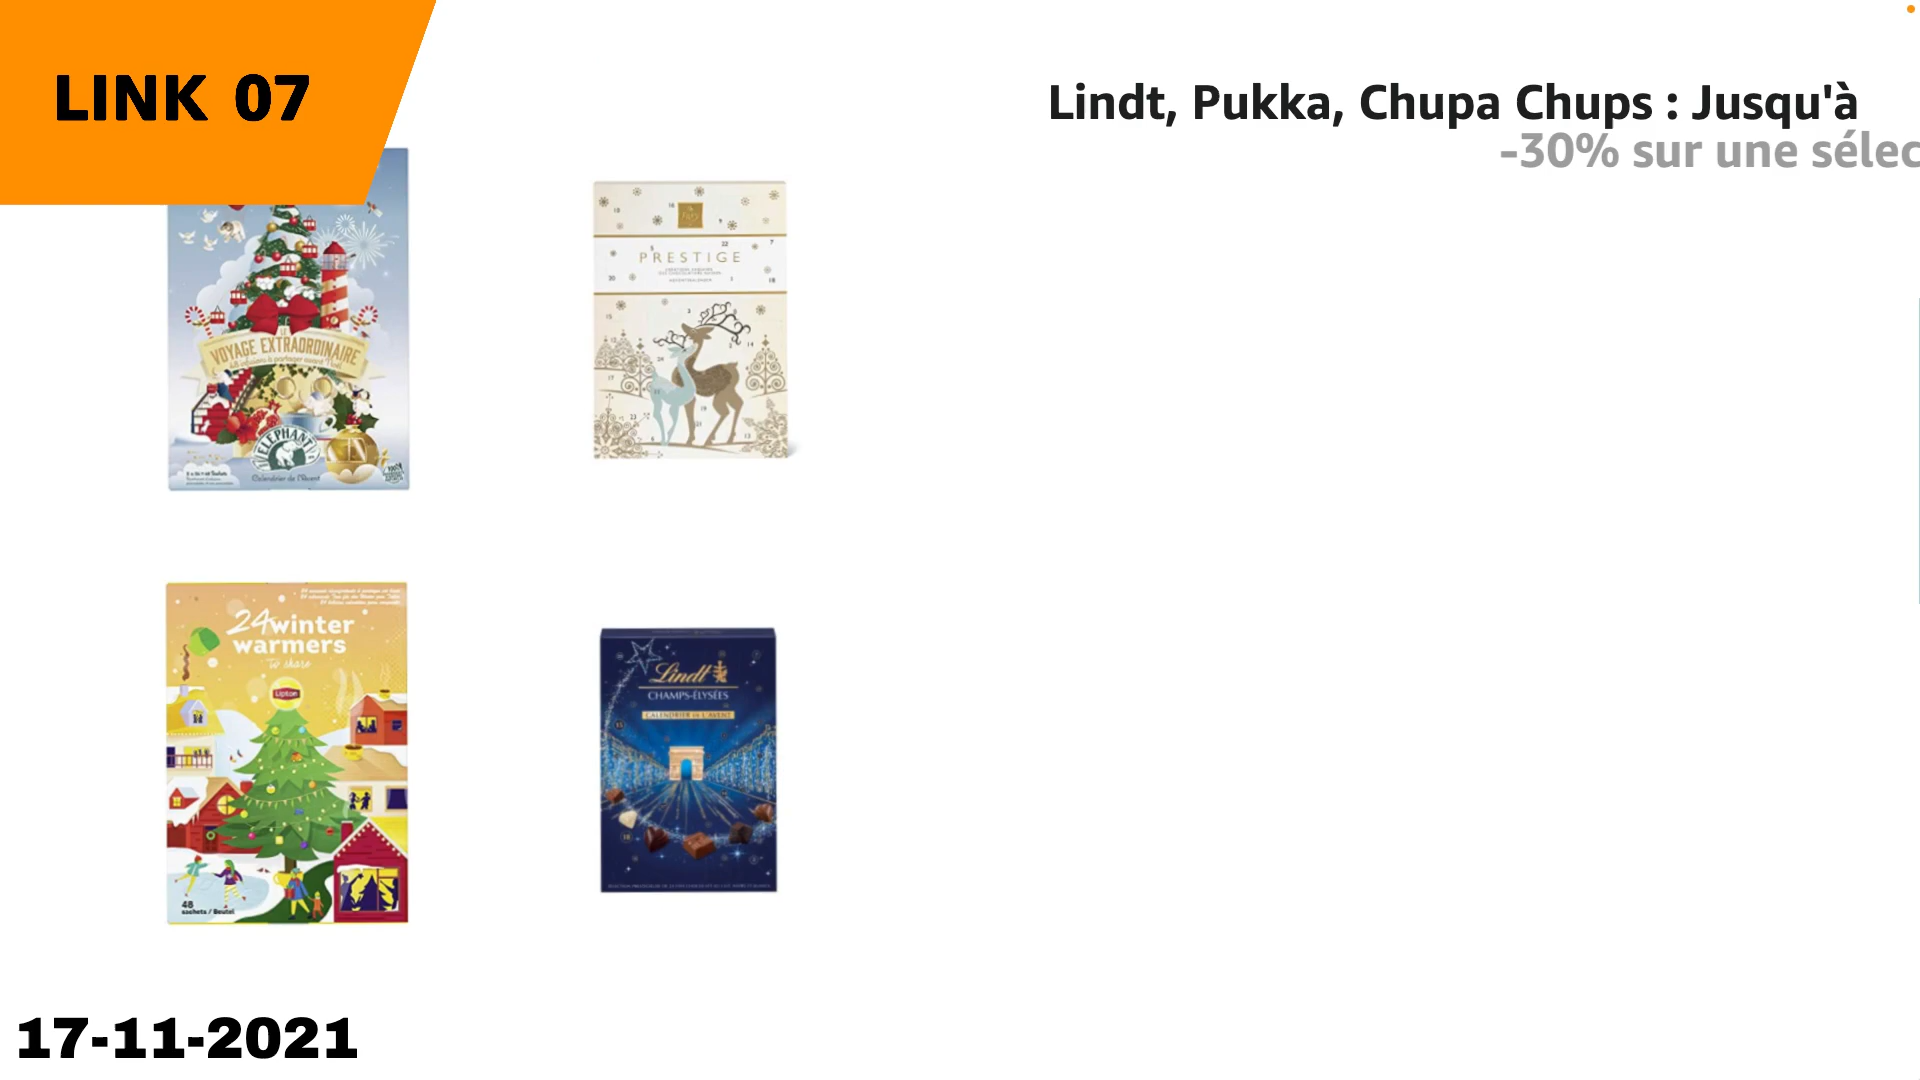 LINK 07
Lindt, Pukka, Chupa Chups : Jusqu'à
-30% sur une sélec
LE
VOYAGE EXTRAORDINAIRE
ELEPHANT
Calendrier de l'Avent
PRESTIGE
24 winter
warmers
To share
Lipton
48
sachets / Beutel
Lindt
CHAMPS-ÉLYSÉES
CALENDRIER DE L'AVENT
17-11-2021